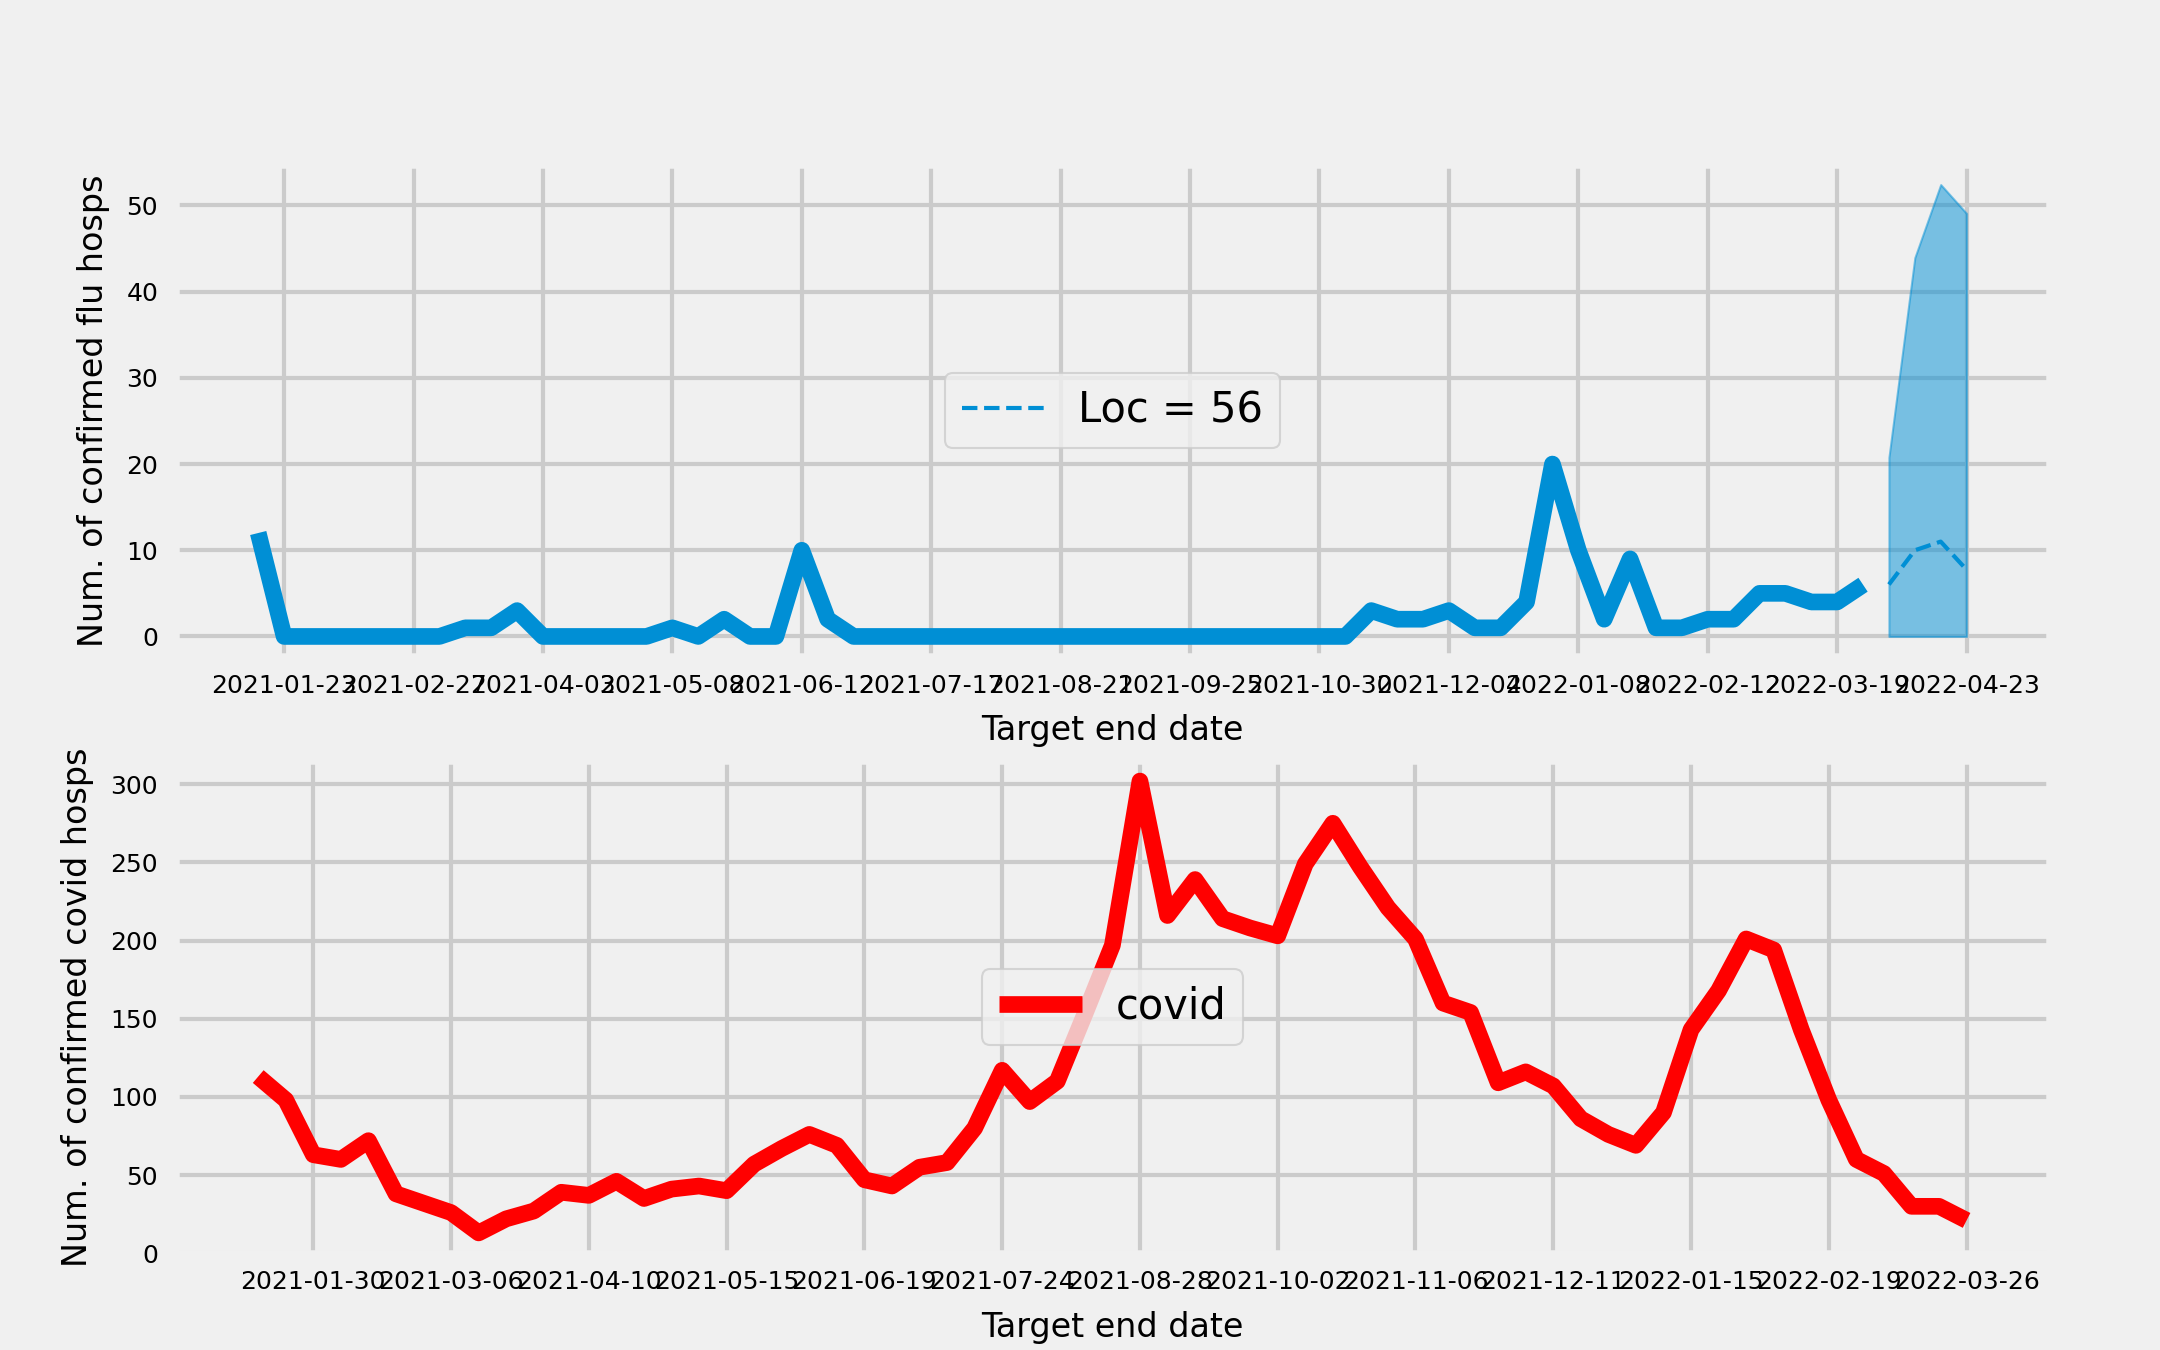 Num. of confirmed flu hosps
50
40
30
20
10
0
Loc = 56
2021-01-23 2021-02-27 2021-04-03 2021-05-08 2021-06-12 2021-07-17 2021-08-21 2021-09-25 2021-10-30 2021-12-04 2022-01-08 2022-02-12 2022-03-19 2022-04-23
Target end date
Num. of confirmed covid hosps
300
250
200
150
100
50
0
covid
2021-01-30 2021-03-06 2021-04-10 2021-05-15 2021-06-19 2021-07-24 2021-08-28 2021-10-02 2021-11-06 2021-12-11 2022-01-15 2022-02-19 2022-03-26
Target end date